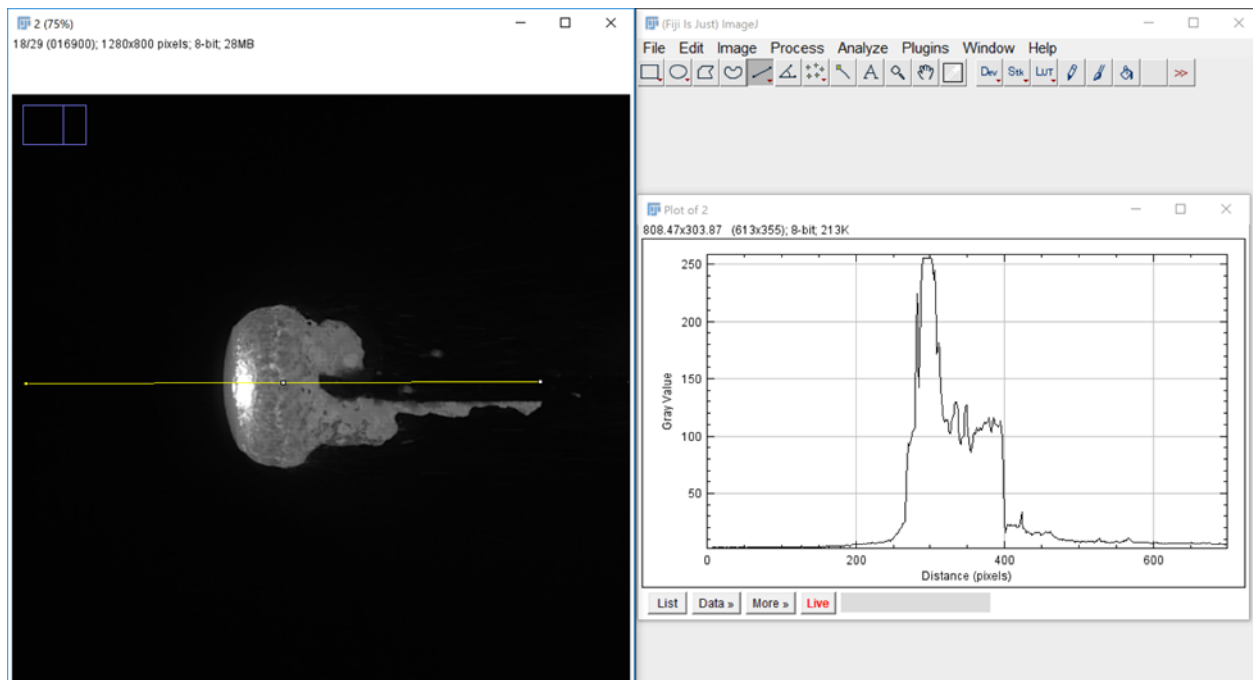 2 (75%)
18/29 (016900); 1280x800 pixels; 8-bit; 28MB
(Fiji Is Just) ImageJ
File Edit Image Process Analyze Plugins Window Help
Dev Stk LUT >>
Plot of 2
808.47x303.87 (613x355); 8-bit; 213K
250
200
150
100
50
Gray Value
0 200 400 600
Distance (pixels)
List Data » More » Live